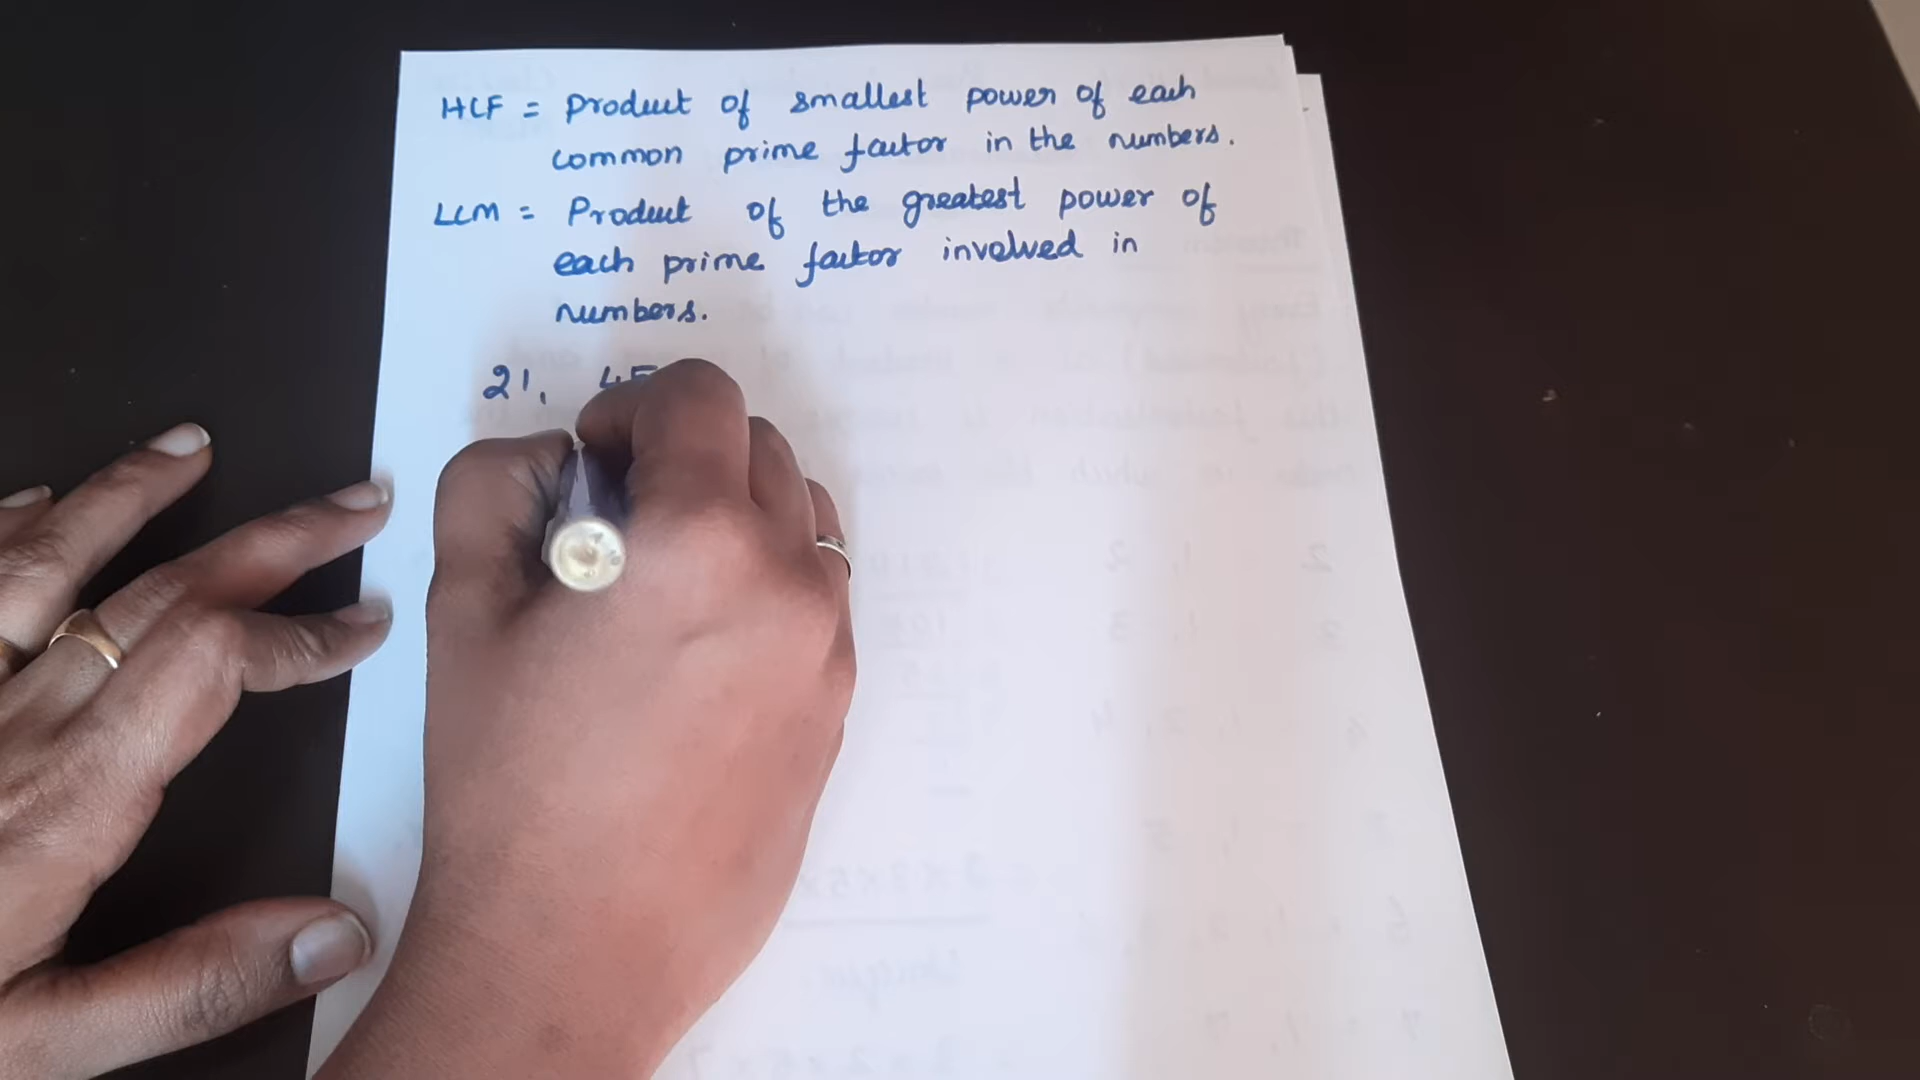 HCF = Product of smallest power of each
common prime factor in the numbers.
LCM = Product of the greatest power of
each prime factor involved in
numbers.
21, 45